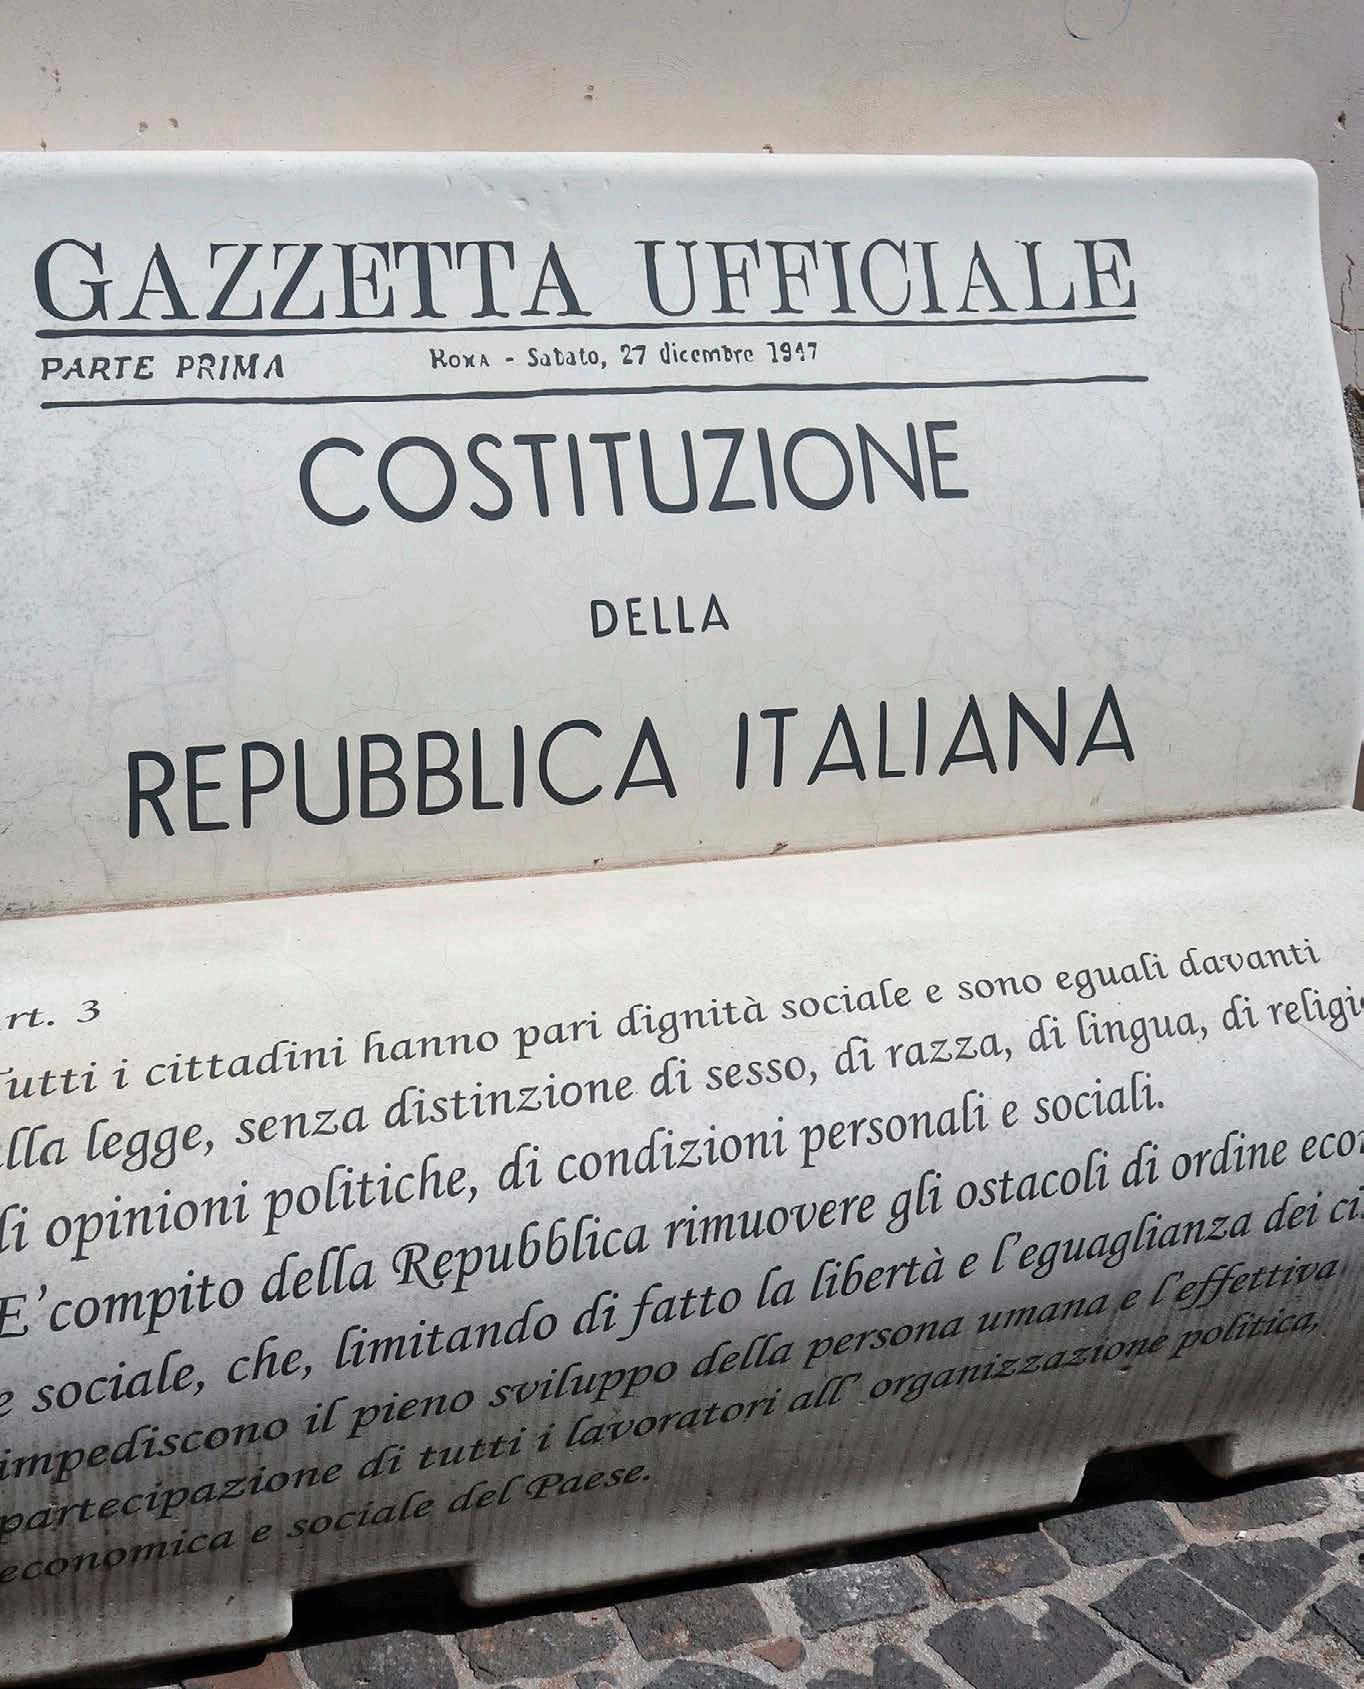 GAZZETTA UFFICIALE
PARTE PRIMA Roma - Sabato, 27 dicembre 1947
COSTITUZIONE
DELLA
REPUBBLICA ITALIANA
rt. 3
Tutti i cittadini hanno pari dignità sociale e sono eguali davanti
lla legge, senza distinzione di sesso, di razza, di lingua, di religi
di opinioni politiche, di condizioni personali e sociali.
E' compito della Repubblica rimuovere gli ostacoli di ordine eco
e sociale, che, limitando di fatto la libertà e l'eguaglianza dei ci
impediscono il pieno sviluppo della persona umana e l'effettiva
partecipazione di tutti i lavoratori all' organizzazione politica,
economica e sociale del Paese.